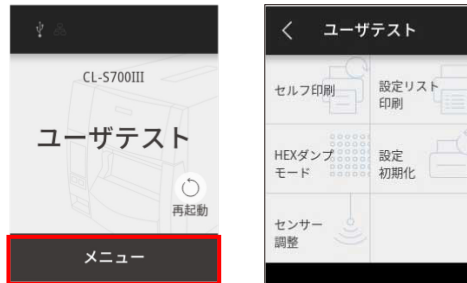 CL-S700III
ユーザテスト
再起動
メニュー
ユーザテスト
セルフ印刷
設定リスト
印刷
HEXダンプ
モード
設定
初期化
センサー
調整